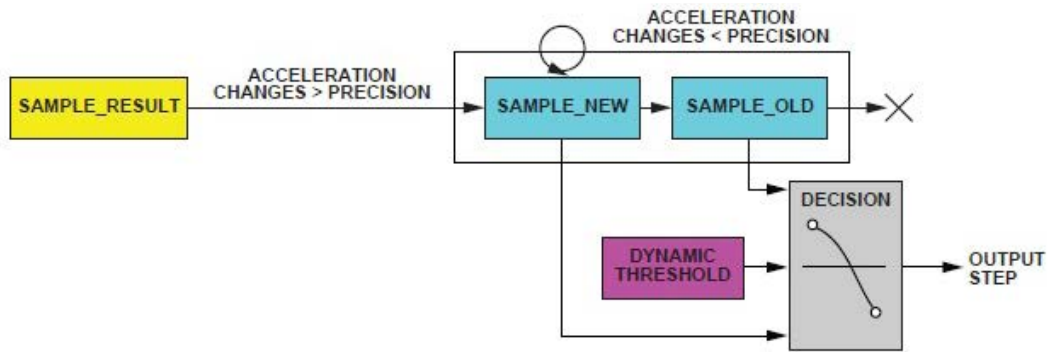 ACCELERATION
CHANGES < PRECISION
ACCELERATION
CHANGES > PRECISION
SAMPLE_RESULT
SAMPLE_NEW
SAMPLE_OLD
DECISION
DYNAMIC
THRESHOLD
OUTPUT
STEP